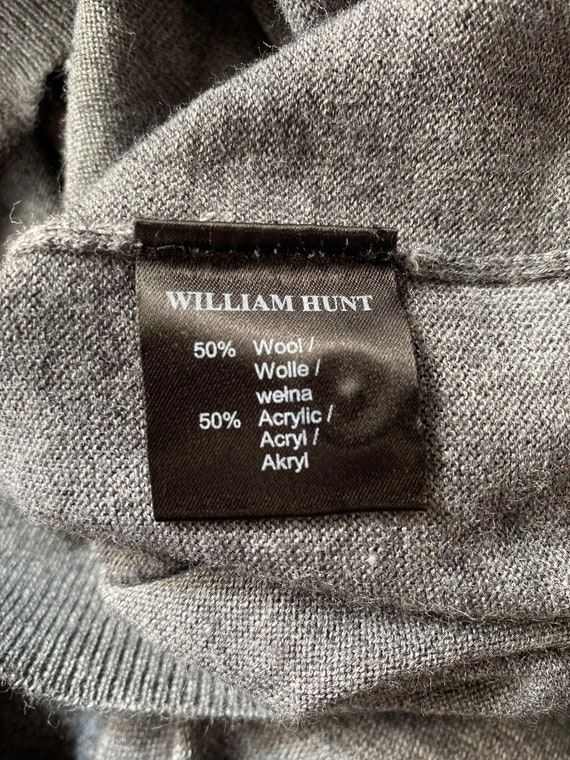 WILLIAM HUNT
50% Wool /
Wolle /
wełna
50% Acrylic /
Acryl /
Akryl